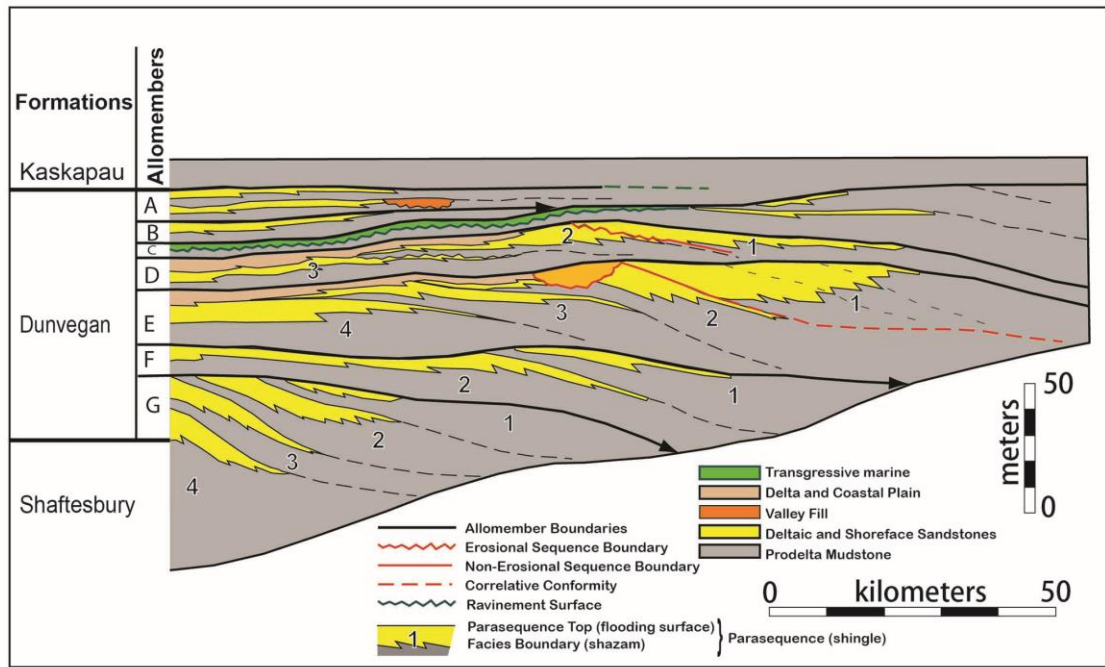 Formations
Allomembers
Kaskapau
A
B
C
D
Dunvegan
E
F
G
Shaftesbury
2
1
3
1
3
2
4
2
1
1
2
3
4
50
meters
0
Transgressive marine
Delta and Coastal Plain
Valley Fill
Deltaic and Shoreface Sandstones
Prodelta Mudstone
Allomember Boundaries
Erosional Sequence Boundary
Non-Erosional Sequence Boundary
Correlative Conformity
Ravinement Surface
0 kilometers 50
1
Parasequence Top (flooding surface)
Facies Boundary (shazam)
Parasequence (shingle)